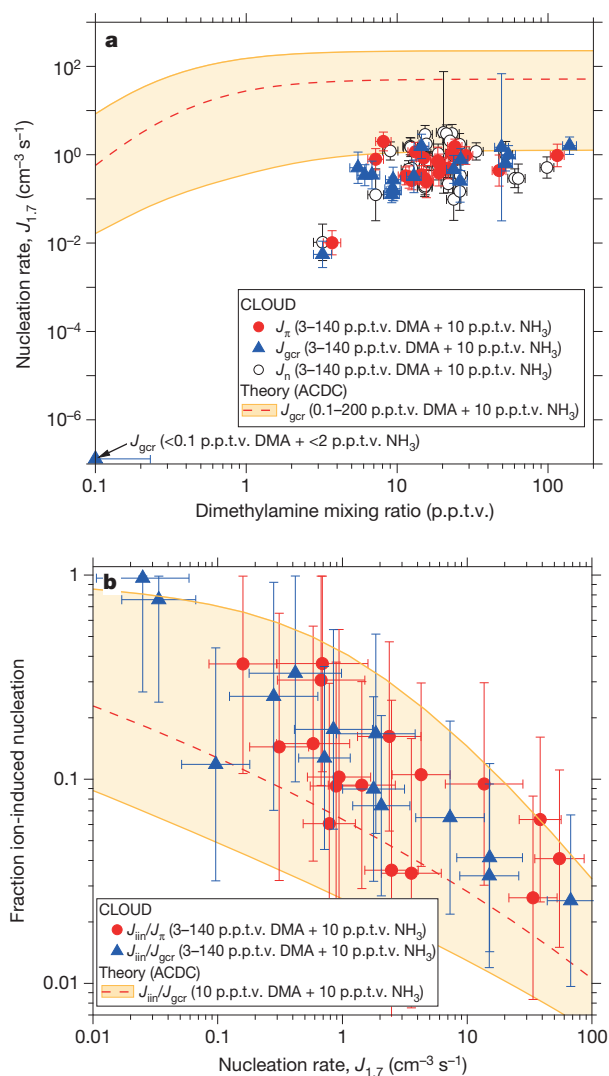 a
10²
10⁰
10⁻²
10⁻⁴
10⁻⁶
Nucleation rate, J₁.₇ (cm⁻³ s⁻¹)
CLOUD
Jπ (3–140 p.p.t.v. DMA + 10 p.p.t.v. NH₃)
Jgcr (3–140 p.p.t.v. DMA + 10 p.p.t.v. NH₃)
Jn (3–140 p.p.t.v. DMA + 10 p.p.t.v. NH₃)
Theory (ACDC)
Jgcr (0.1–200 p.p.t.v. DMA + 10 p.p.t.v. NH₃)
Jgcr (<0.1 p.p.t.v. DMA + <2 p.p.t.v. NH₃)
0.1 1 10 100
Dimethylamine mixing ratio (p.p.t.v.)
b
1
0.1
0.01
Fraction ion-induced nucleation
CLOUD
Jiin/Jπ (3–140 p.p.t.v. DMA + 10 p.p.t.v. NH₃)
Jiin/Jgcr (3–140 p.p.t.v. DMA + 10 p.p.t.v. NH₃)
Theory (ACDC)
Jiin/Jgcr (10 p.p.t.v. DMA + 10 p.p.t.v. NH₃)
0.01 0.1 1 10 100
Nucleation rate, J₁.₇ (cm⁻³ s⁻¹)